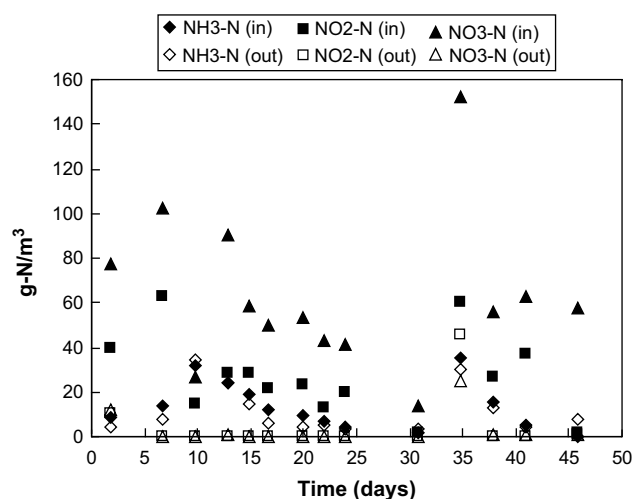 NH3-N (in) NO2-N (in) NO3-N (in)
NH3-N (out) NO2-N (out) NO3-N (out)
160
140
120
100
80
60
40
20
0
g-N/m³
0 5 10 15 20 25 30 35 40 45 50
Time (days)